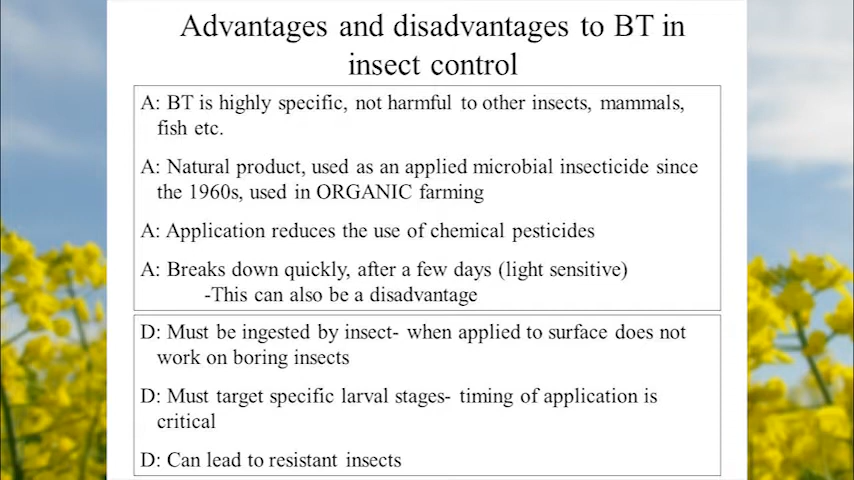 Advantages and disadvantages to BT in
insect control
A: BT is highly specific, not harmful to other insects, mammals,
fish etc.
A: Natural product, used as an applied microbial insecticide since
the 1960s, used in ORGANIC farming
A: Application reduces the use of chemical pesticides
A: Breaks down quickly, after a few days (light sensitive)
-This can also be a disadvantage
D: Must be ingested by insect- when applied to surface does not
work on boring insects
D: Must target specific larval stages- timing of application is
critical
D: Can lead to resistant insects